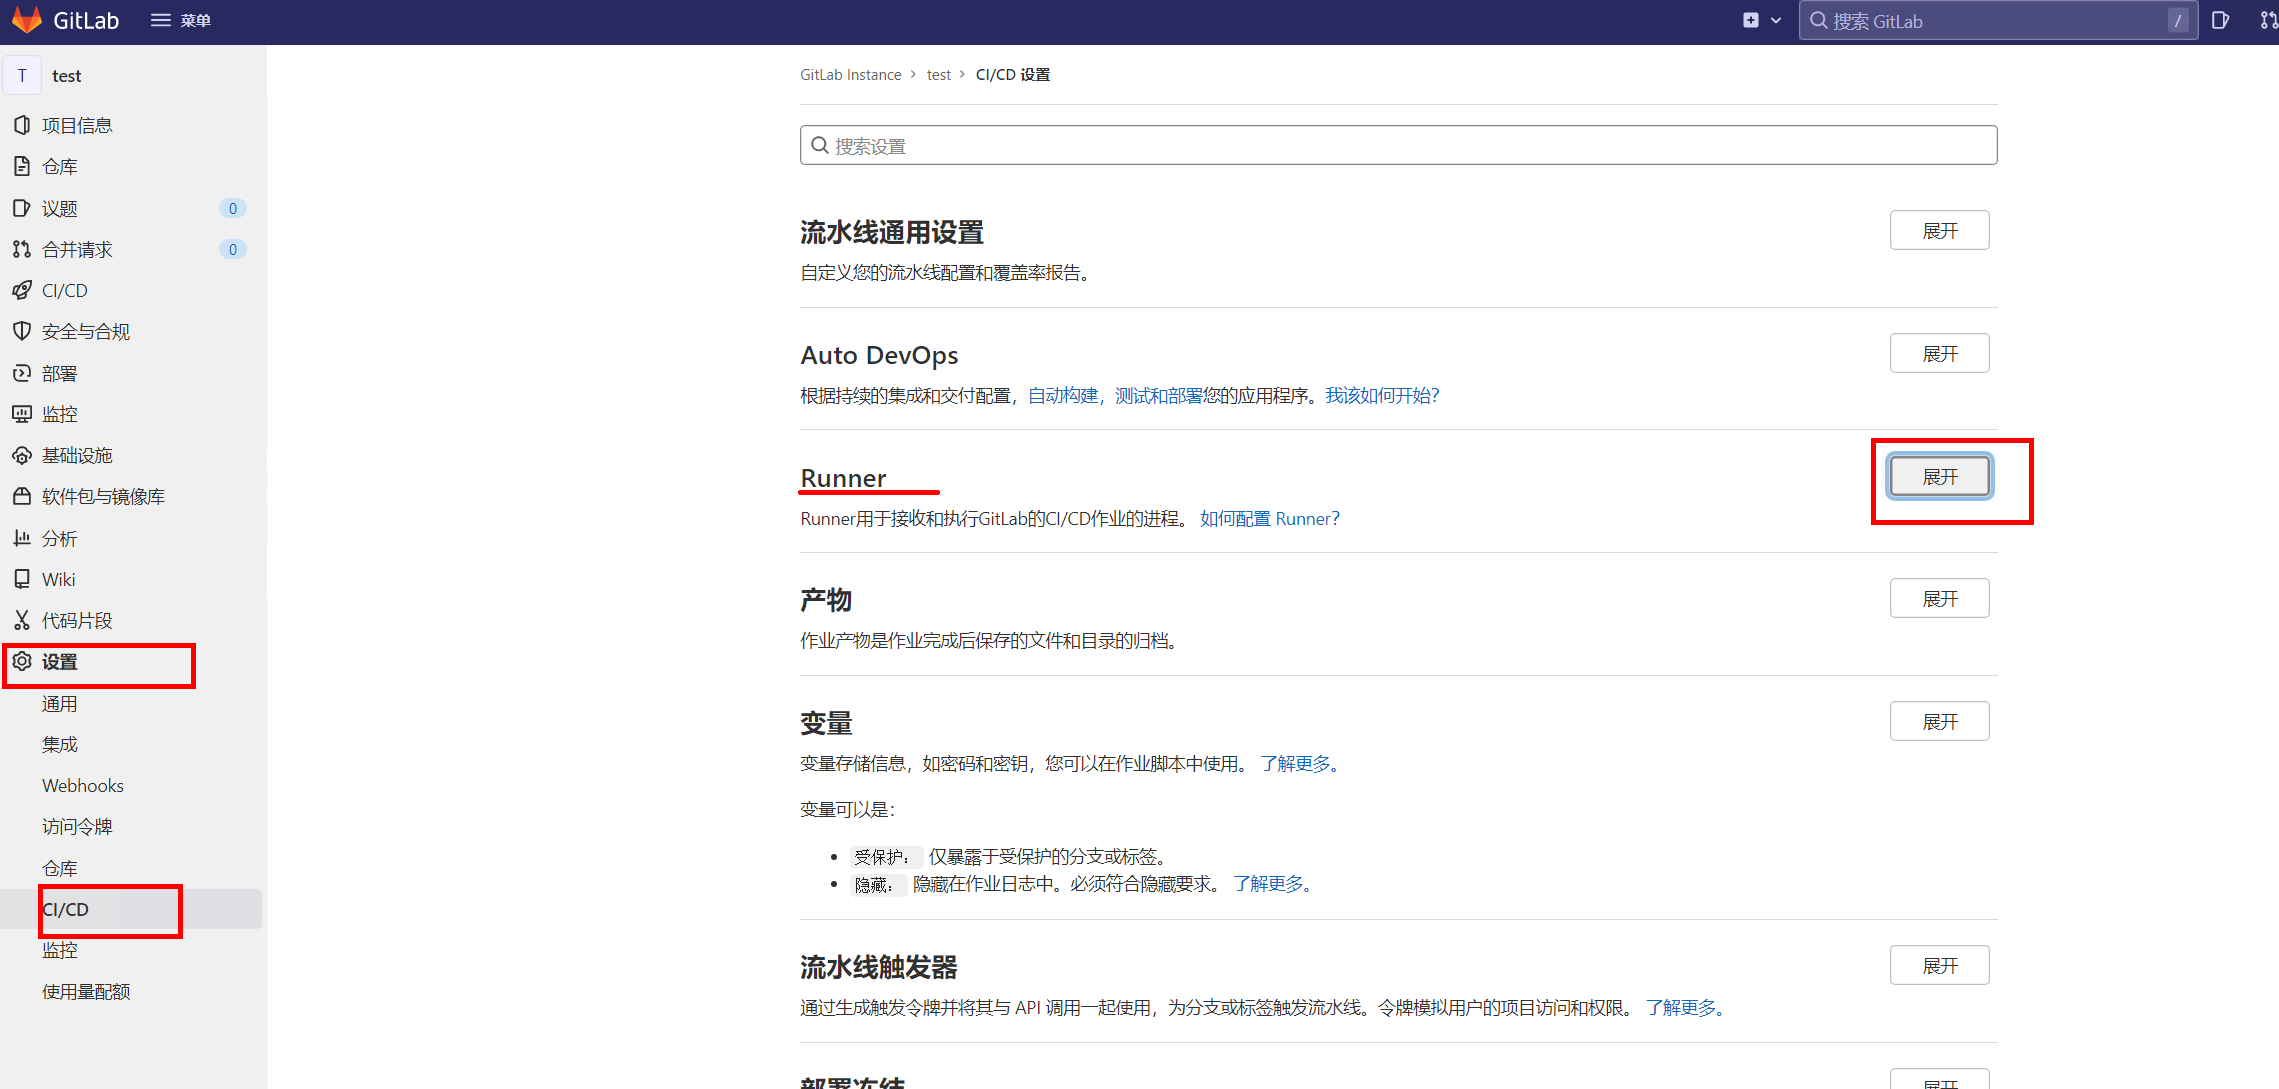 GitLab 菜单 搜索 GitLab /
T test
项目信息
仓库
议题 0
合并请求 0
CI/CD
安全与合规
部署
监控
基础设施
软件包与镜像库
分析
Wiki
代码片段
设置
通用
集成
Webhooks
访问令牌
仓库
CI/CD
监控
使用量配额
GitLab Instance › test › CI/CD 设置
搜索设置
流水线通用设置 展开
自定义您的流水线配置和覆盖率报告。
Auto DevOps 展开
根据持续的集成和交付配置，自动构建，测试和部署您的应用程序。我该如何开始？
Runner 展开
Runner用于接收和执行GitLab的CI/CD作业的进程。 如何配置 Runner？
产物 展开
作业产物是作业完成后保存的文件和目录的归档。
变量 展开
变量存储信息，如密码和密钥，您可以在作业脚本中使用。 了解更多。
变量可以是：
• 受保护： 仅暴露于受保护的分支或标签。
• 隐藏： 隐藏在作业日志中。必须符合隐藏要求。 了解更多。
流水线触发器 展开
通过生成触发令牌并将其与 API 调用一起使用，为分支或标签触发流水线。令牌模拟用户的项目访问和权限。 了解更多。
部署冻结 展开